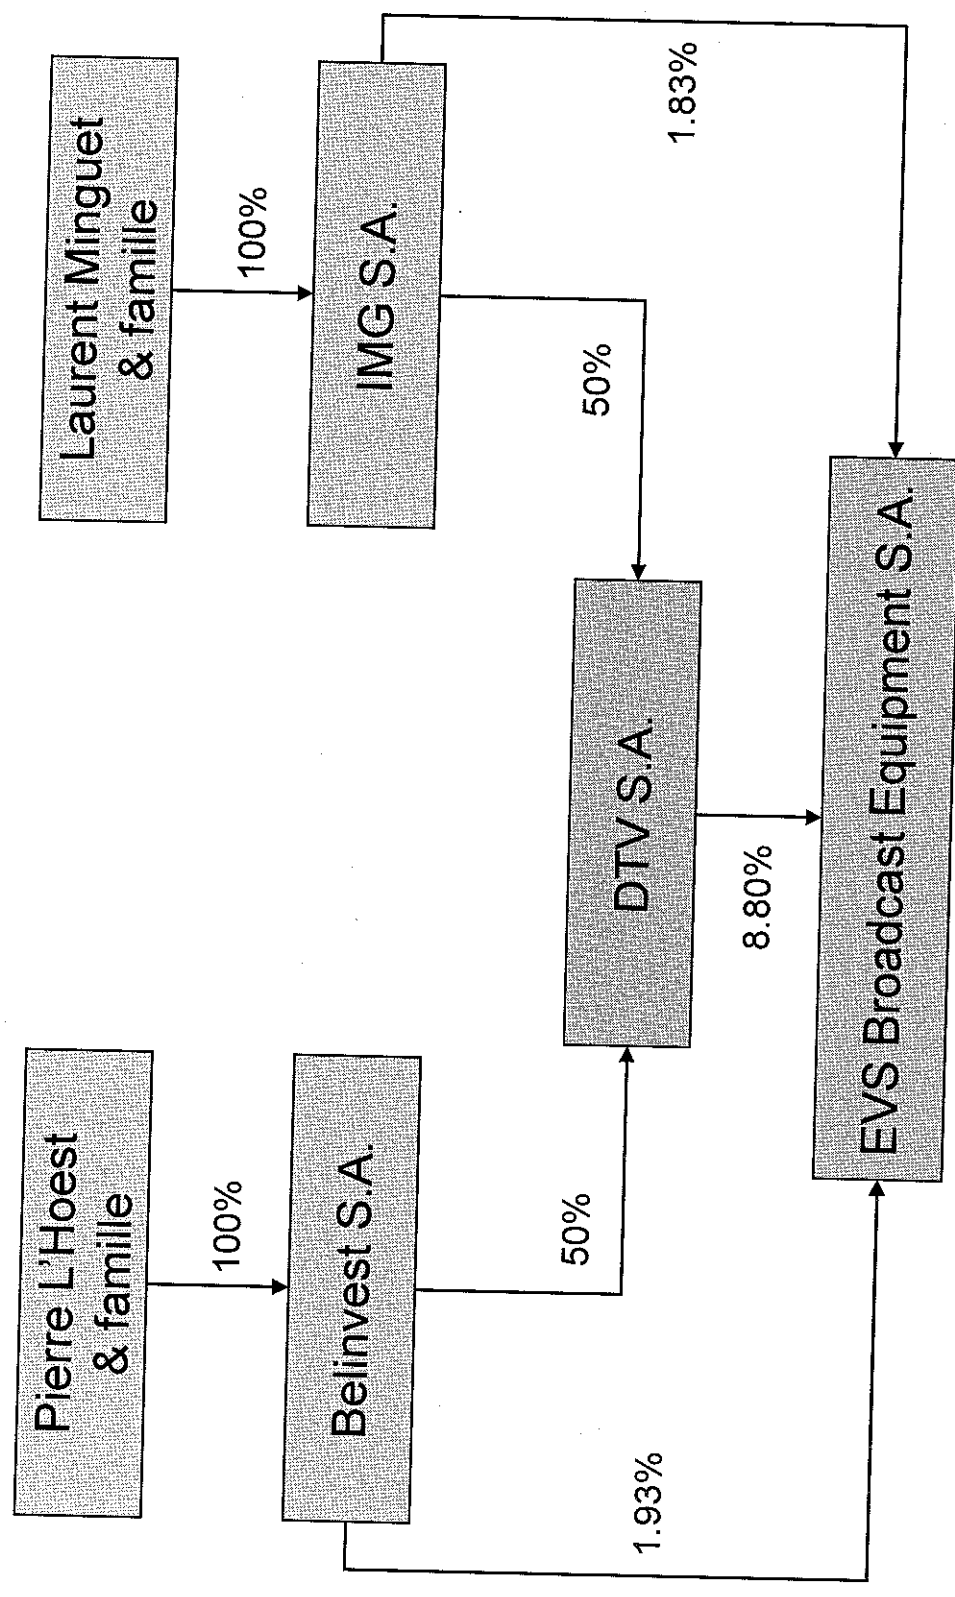 Pierre L'Hoest
& famille
Laurent Minguet
& famille
100%
100%
Belinvest S.A.
IMG S.A.
50%
50%
1.93%
1.83%
DTV S.A.
8.80%
EVS Broadcast Equipment S.A.